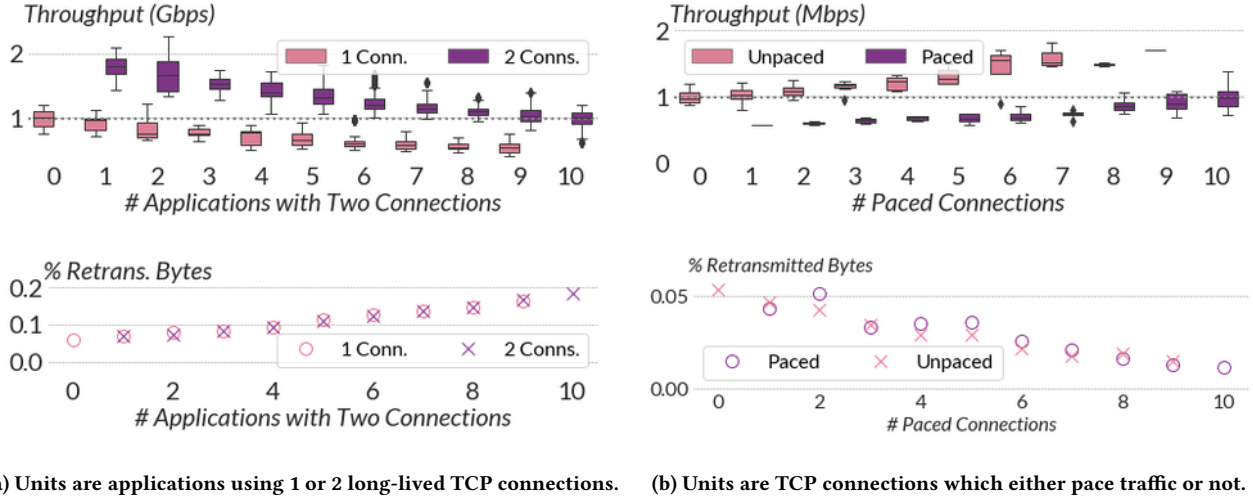 Throughput (Gbps)
2
1
1 Conn. 2 Conns.
0 1 2 3 4 5 6 7 8 9 10
# Applications with Two Connections
% Retrans. Bytes
0.2
0.1
0.0
1 Conn. 2 Conns.
0 2 4 6 8 10
# Applications with Two Connections
) Units are applications using 1 or 2 long-lived TCP connections.
Throughput (Mbps)
2
1
0
Unpaced Paced
0 1 2 3 4 5 6 7 8 9 10
# Paced Connections
% Retransmitted Bytes
0.05
0.00
Paced Unpaced
0 2 4 6 8 10
# Paced Connections
(b) Units are TCP connections which either pace traffic or not.